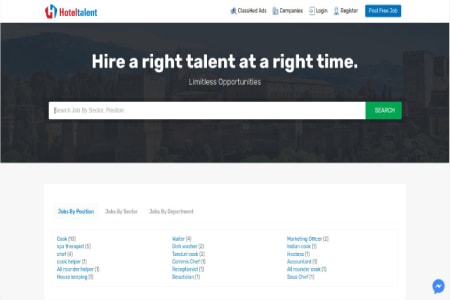 Hoteltalent
Classified Ads
Companies
Login
Register
Post Free Job
Hire a right talent at a right time.
Limitless Opportunities
Search Job By Sector, Position
SEARCH
Jobs By Position
Jobs By Sector
Jobs By Department
Cook (10)
Waiter (4)
Marketing Officer (2)
spa therapist (5)
Dish washer (2)
Indian cook (1)
chef (4)
Tanduri cook (2)
Hostess (1)
cook helper (1)
Commis Chef (1)
Accountant (1)
All rounder helper (1)
Receptionist (1)
All rounder cook (1)
House keeping (1)
Beautician (1)
Sous Chef (1)